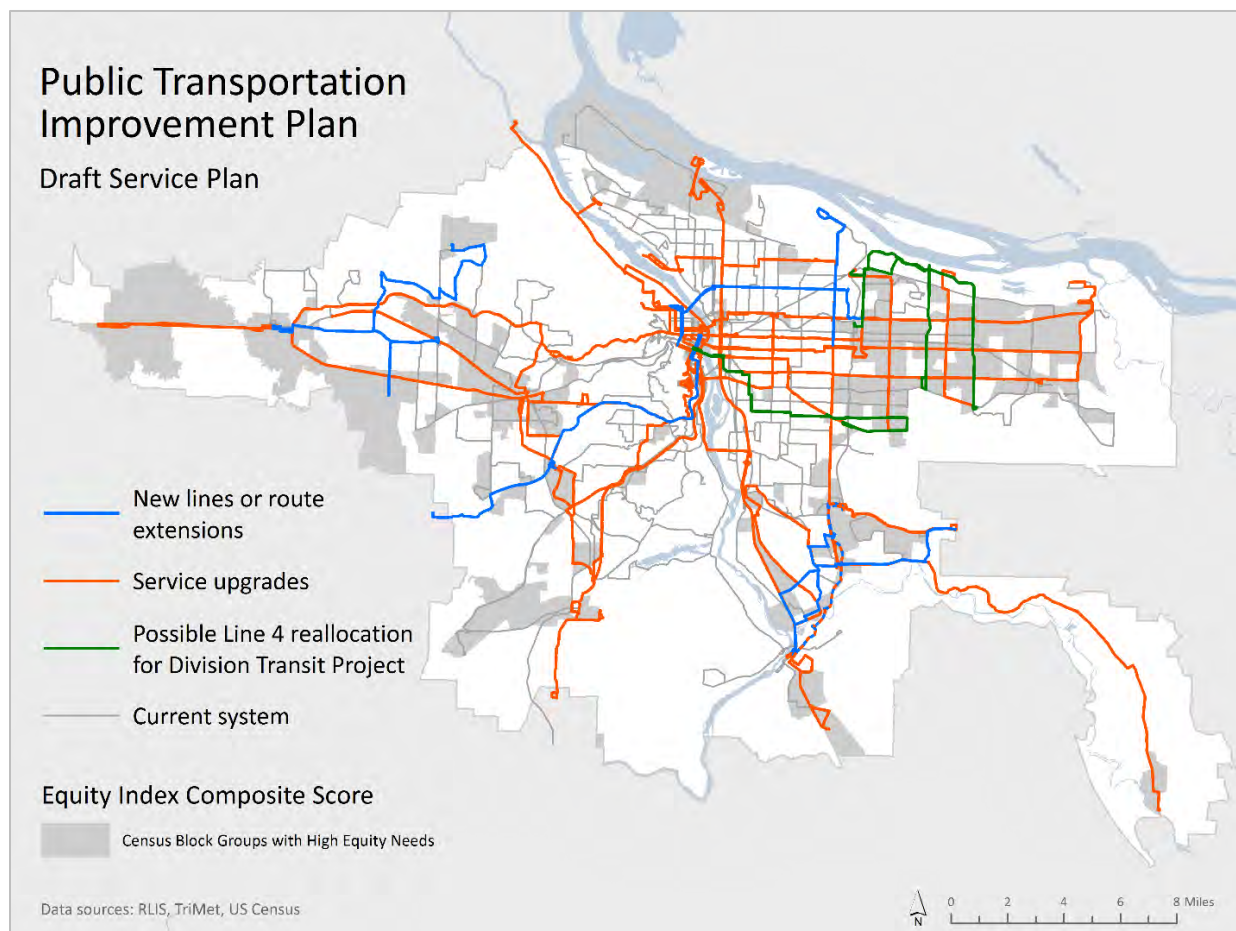 Public Transportation
Improvement Plan
Draft Service Plan
New lines or route
extensions
Service upgrades
Possible Line 4 reallocation
for Division Transit Project
Current system
Equity Index Composite Score
Census Block Groups with High Equity Needs
Data sources: RLIS, TriMet, US Census
N
0 2 4 6 8 Miles